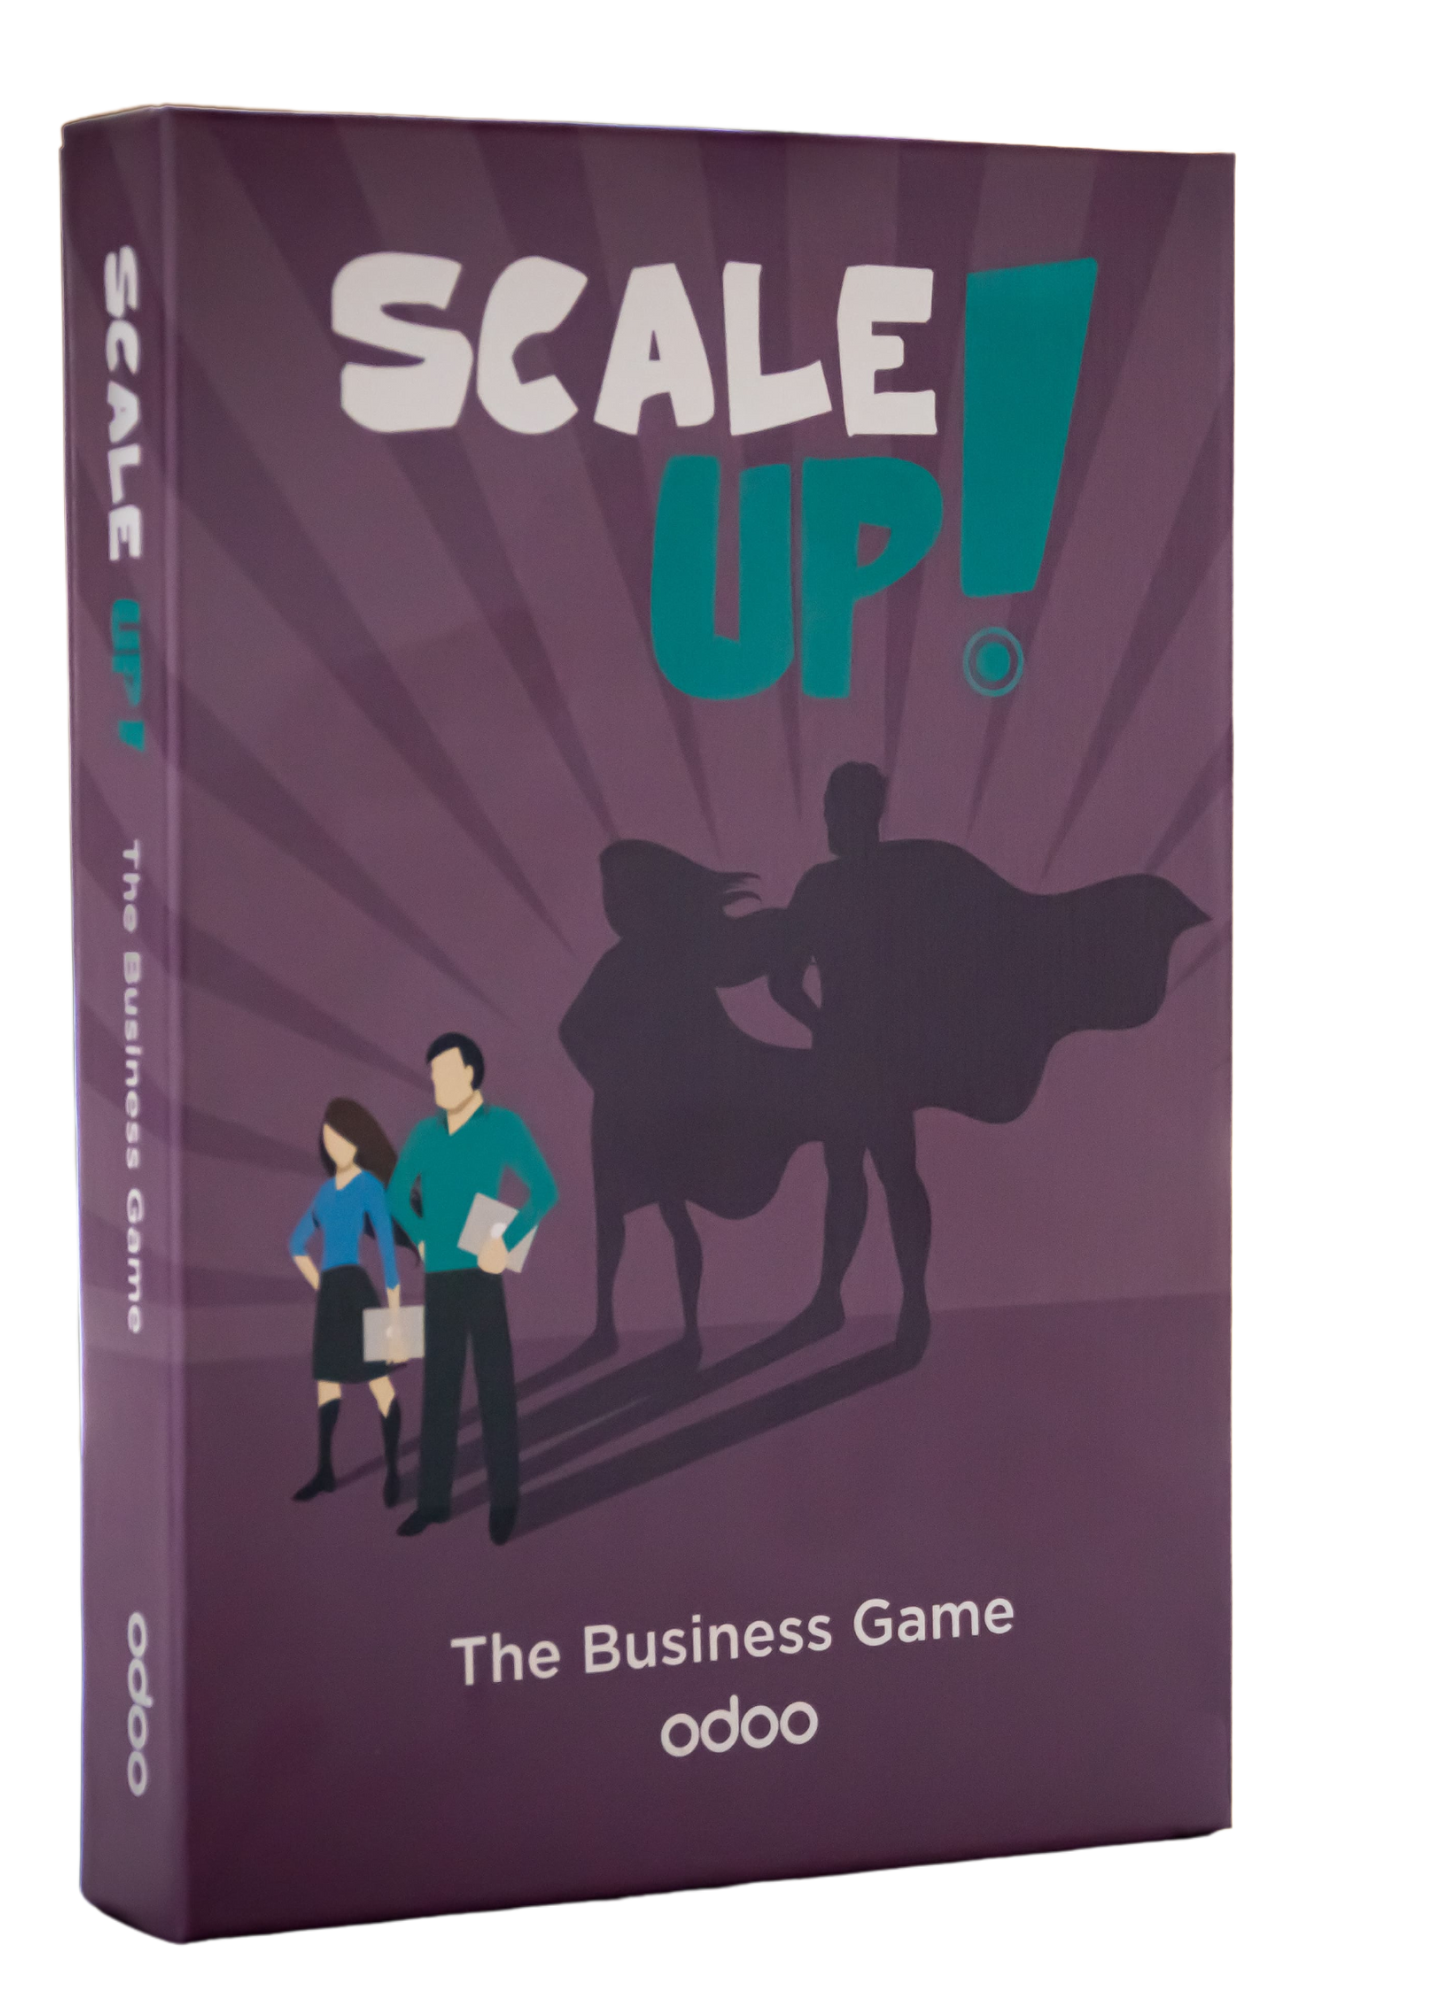 SCALE UP! The Business Game odoo
SCALE
UP!
The Business Game
odoo